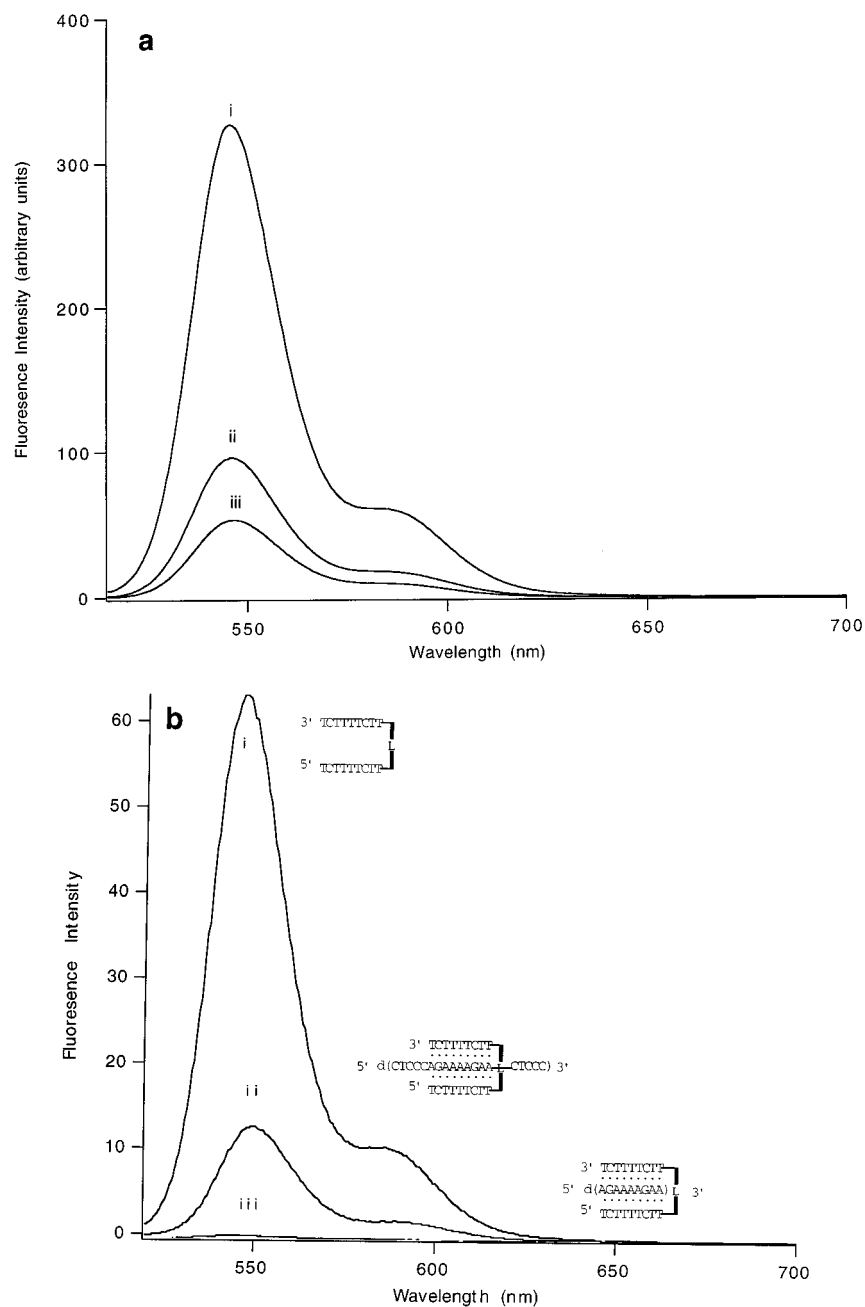 a
400
300
200
100
0
Fluoresence Intensity (arbitrary units)
i
ii
iii
550
600
650
700
Wavelength (nm)
b
60
50
40
30
20
10
0
Fluoresence Intensity
i
3' TCTTTTCTT
L
5' TCTTTTCTT
3' TCTTTTCTT
5' d(CTCCCAGAAAAGAA L CTCCC) 3'
5' TCTTTTCTT
ii
iii
3' TCTTTTCTT
5' d(AGAAAAGAA) L 3'
5' TCTTTTCTT
550
600
650
700
Wavelength (nm)